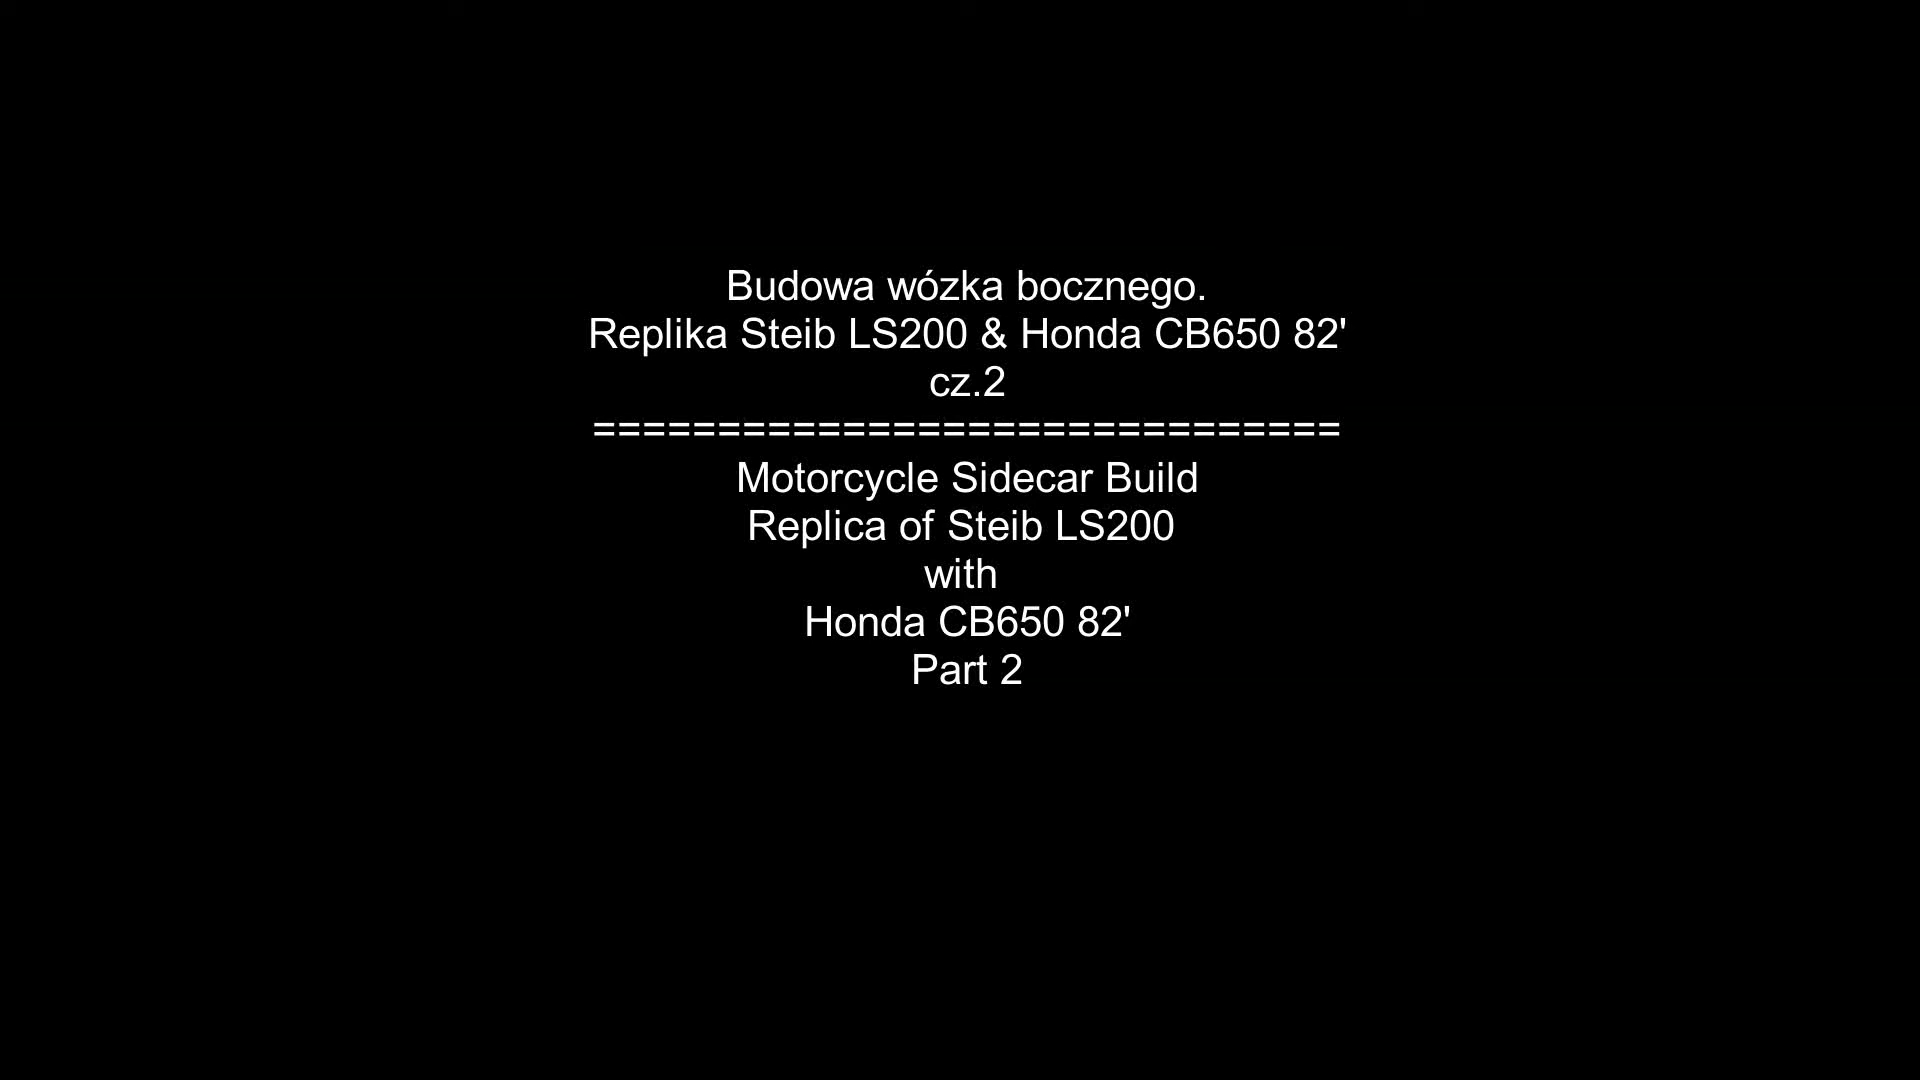 Budowa wózka bocznego.
Replika Steib LS200 & Honda CB650 82'
cz.2
==============================
Motorcycle Sidecar Build
Replica of Steib LS200
with
Honda CB650 82'
Part 2